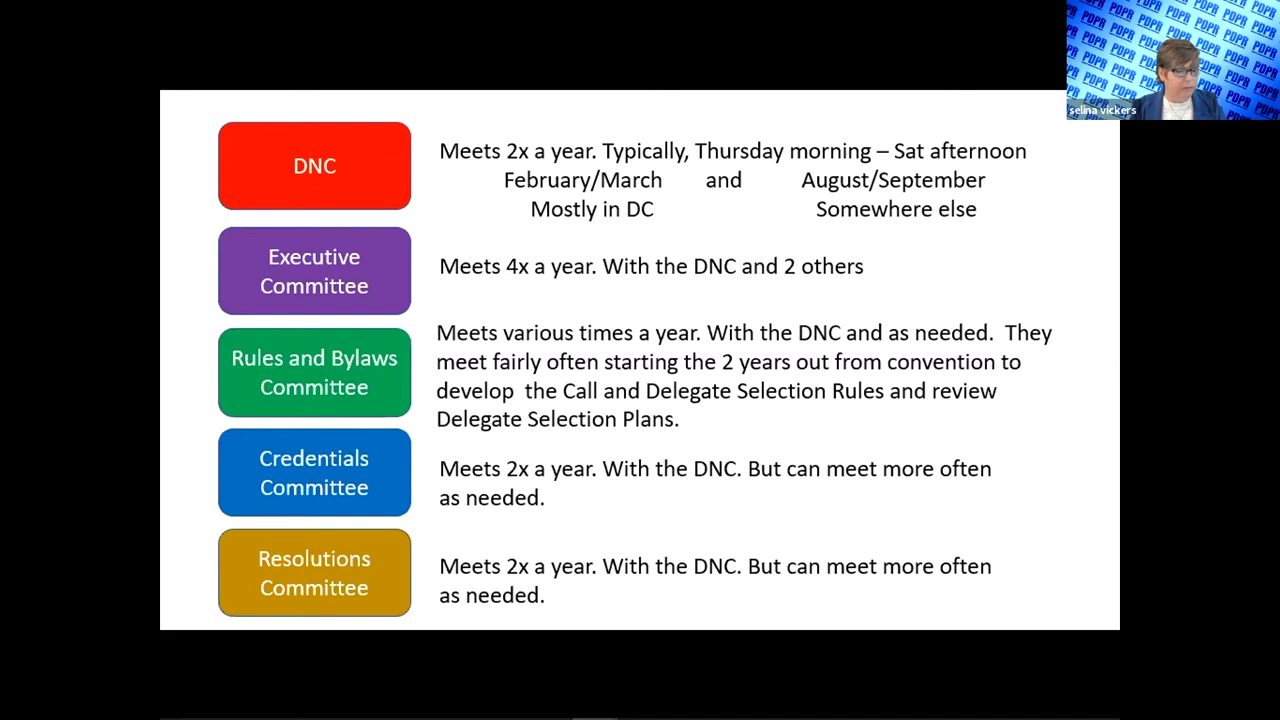 PDPR PDPR PDPR PDPR
selina vickers
DNC
Meets 2x a year. Typically, Thursday morning – Sat afternoon
February/March and August/September
Mostly in DC Somewhere else
Executive
Committee
Meets 4x a year. With the DNC and 2 others
Rules and Bylaws
Committee
Meets various times a year. With the DNC and as needed. They
meet fairly often starting the 2 years out from convention to
develop the Call and Delegate Selection Rules and review
Delegate Selection Plans.
Credentials
Committee
Meets 2x a year. With the DNC. But can meet more often
as needed.
Resolutions
Committee
Meets 2x a year. With the DNC. But can meet more often
as needed.